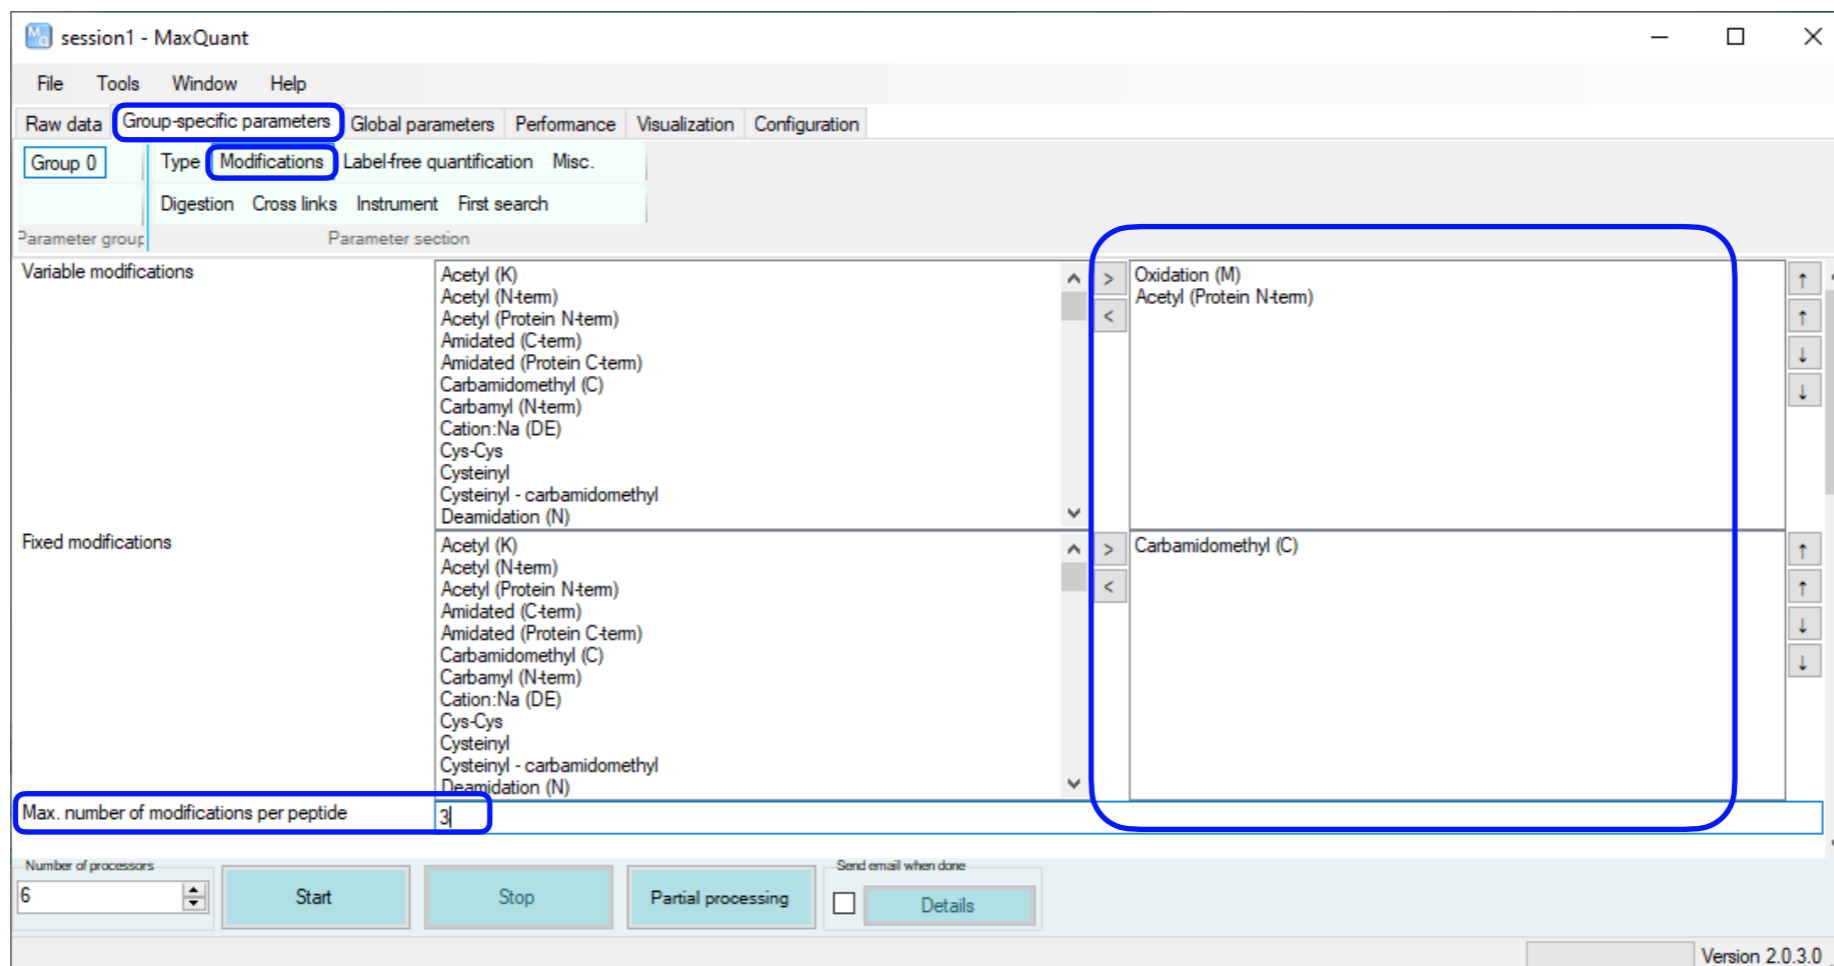 session1 - MaxQuant
File Tools Window Help
Raw data Group-specific parameters Global parameters Performance Visualization Configuration
Group 0 Type Modifications Label-free quantification Misc.
Digestion Cross links Instrument First search
Parameter group Parameter section
Variable modifications
Acetyl (K)
Acetyl (N-term)
Acetyl (Protein N-term)
Amidated (C-term)
Amidated (Protein C-term)
Carbamidomethyl (C)
Carbamyl (N-term)
Cation:Na (DE)
Cys-Cys
Cysteinyl
Cysteinyl - carbamidomethyl
Deamidation (N)
>
<
Oxidation (M)
Acetyl (Protein N-term)
↑
↑
↓
↓
Fixed modifications
Acetyl (K)
Acetyl (N-term)
Acetyl (Protein N-term)
Amidated (C-term)
Amidated (Protein C-term)
Carbamidomethyl (C)
Carbamyl (N-term)
Cation:Na (DE)
Cys-Cys
Cysteinyl
Cysteinyl - carbamidomethyl
Deamidation (N)
>
<
Carbamidomethyl (C)
↑
↑
↓
↓
Max. number of modifications per peptide 3
Number of processors
6
Start
Stop
Partial processing
Send email when done
Details
Version 2.0.3.0